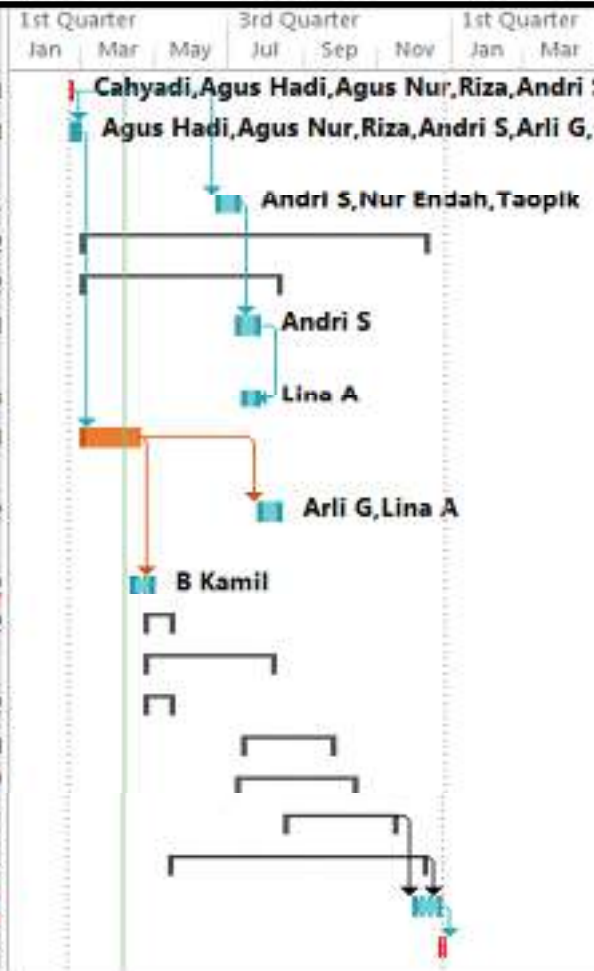 1st Quarter 3rd Quarter 1st Quarter
Jan Mar May Jul Sep Nov Jan Mar
Cahyadi,Agus Hadi,Agus Nur,Riza,Andri S
Agus Hadi,Agus Nur,Riza,Andri S,Arli G,
Andri S,Nur Endah,Taopik
Andri S
Lina A
Arli G,Lina A
B Kamil